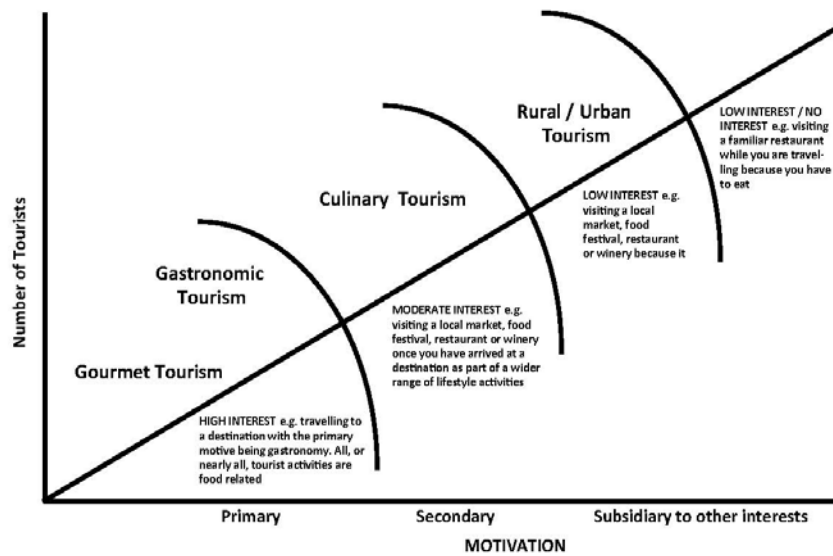 Number of Tourists
Rural / Urban
Tourism
LOW INTEREST / NO
INTEREST e.g. visiting
a familiar restaurant
while you are travel-
ling because you have
to eat
Culinary Tourism
LOW INTEREST e.g.
visiting a local
market, food
festival, restaurant
or winery because it
Gastronomic
Tourism
MODERATE INTEREST e.g.
visiting a local market, food
festival, restaurant or winery
once you have arrived at a
destination as part of a wider
range of lifestyle activities
Gourmet Tourism
HIGH INTEREST e.g. travelling to
a destination with the primary
motive being gastronomy. All, or
nearly all, tourist activities are
food related
Primary
Secondary
Subsidiary to other interests
MOTIVATION